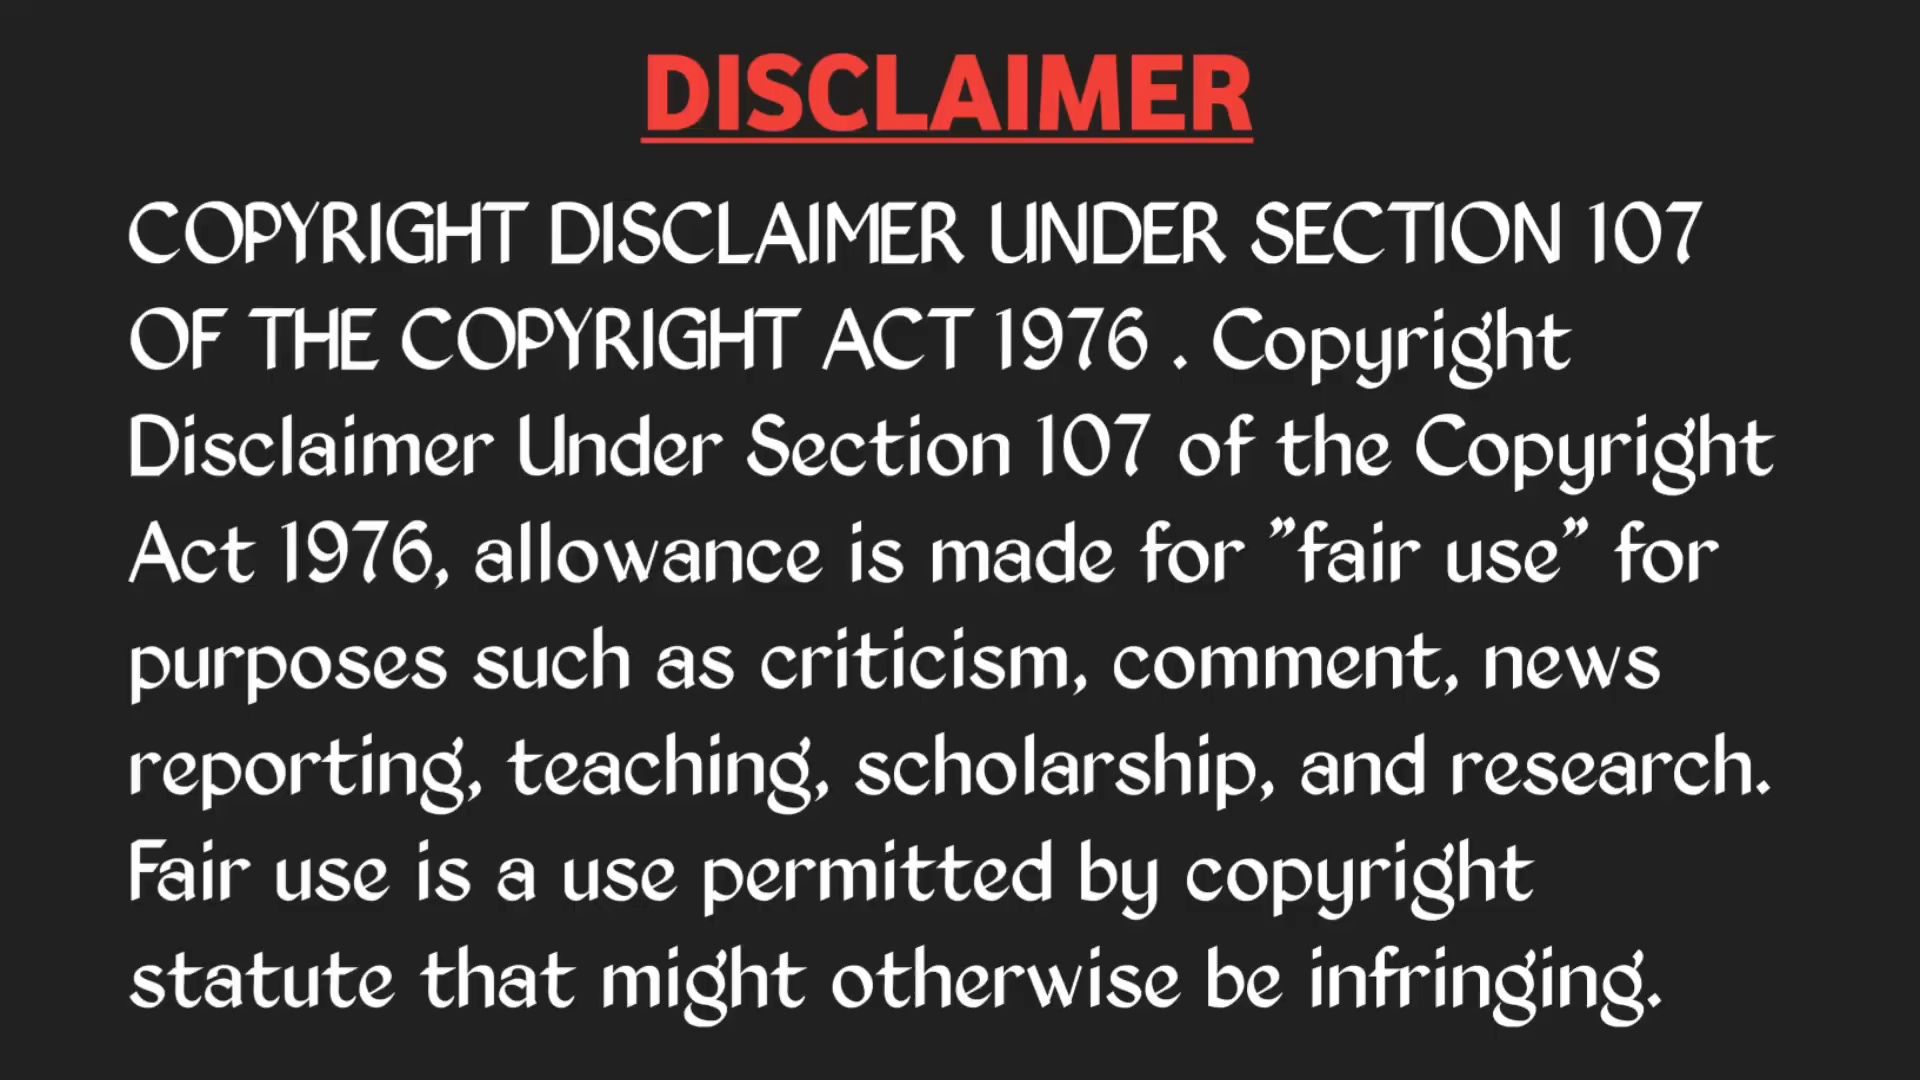 DISCLAIMER
COPYRIGHT DISCLAIMER UNDER SECTION 107
OF THE COPYRIGHT ACT 1976 . Copyright
Disclaimer Under Section 107 of the Copyright
Act 1976, allowance is made for ”fair use” for
purposes such as criticism, comment, news
reporting, teaching, scholarship, and research.
Fair use is a use permitted by copyright
statute that might otherwise be infringing.